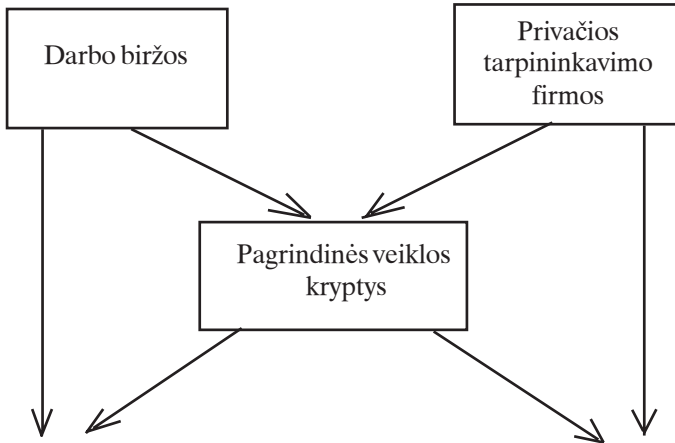 Darbo biržos
Privačios
tarpininkavimo
firmos
Pagrindinės veiklos
kryptys